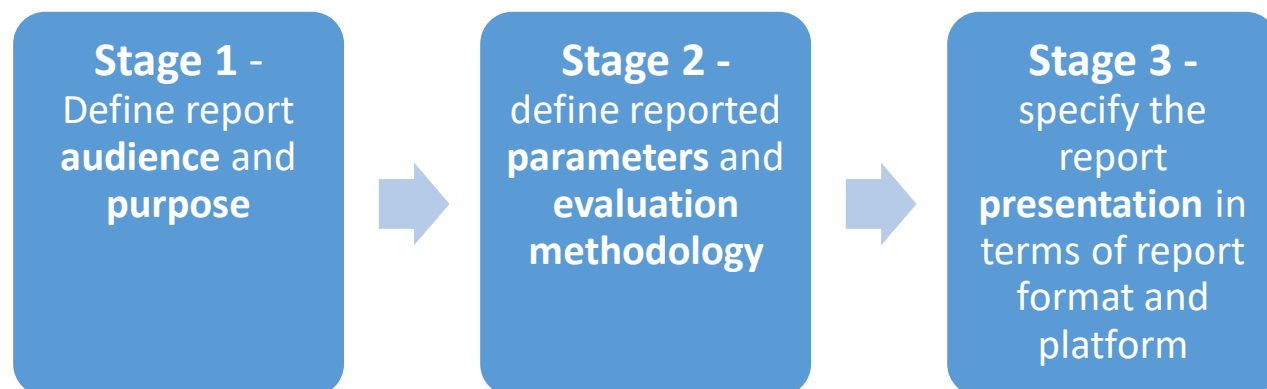 Stage 1 -
Define report
audience and
purpose
Stage 2 -
define reported
parameters and
evaluation
methodology
Stage 3 -
specify the
report
presentation in
terms of report
format and
platform